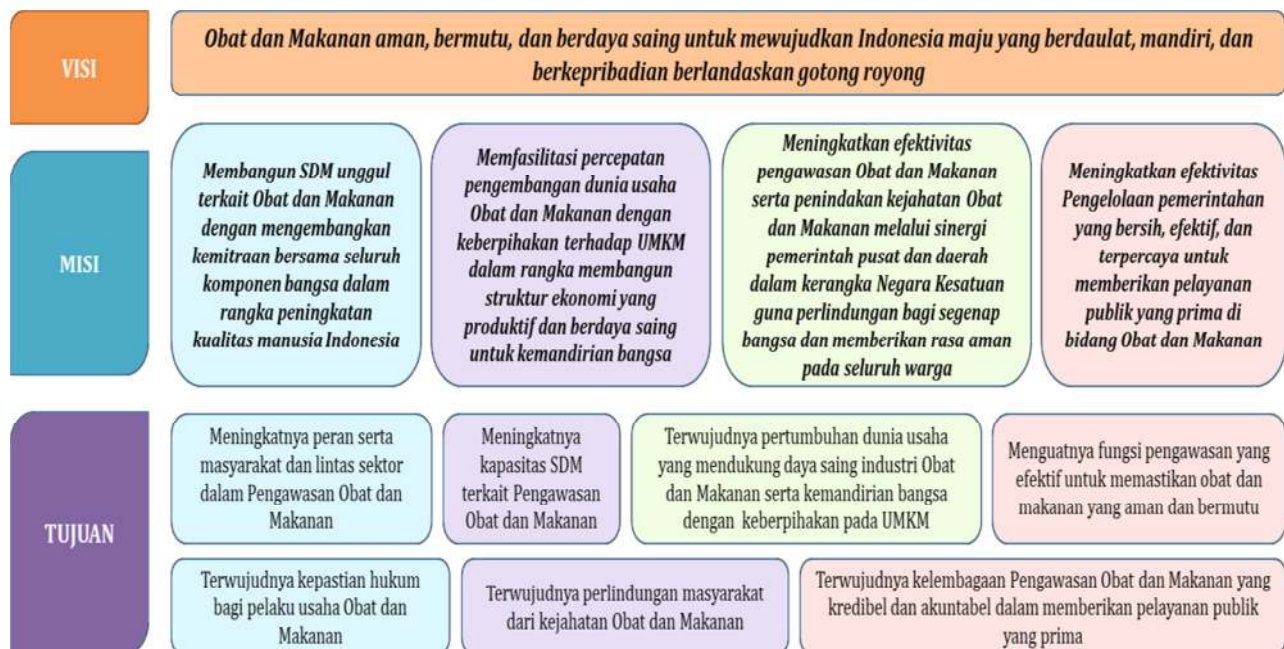 VISI
Obat dan Makanan aman, bermutu, dan berdaya saing untuk mewujudkan Indonesia maju yang berdaulat, mandiri, dan
berkepribadian berlandaskan gotong royong
MISI
Membangun SDM unggul
terkait Obat dan Makanan
dengan mengembangkan
kemitraan bersama seluruh
komponen bangsa dalam
rangka peningkatan
kualitas manusia Indonesia
Memfasilitasi percepatan
pengembangan dunia usaha
Obat dan Makanan dengan
keberpihakan terhadap UMKM
dalam rangka membangun
struktur ekonomi yang
produktif dan berdaya saing
untuk kemandirian bangsa
Meningkatkan efektivitas
pengawasan Obat dan Makanan
serta penindakan kejahatan Obat
dan Makanan melalui sinergi
pemerintah pusat dan daerah
dalam kerangka Negara Kesatuan
guna perlindungan bagi segenap
bangsa dan memberikan rasa aman
pada seluruh warga
Meningkatkan efektivitas
Pengelolaan pemerintahan
yang bersih, efektif, dan
terpercaya untuk
memberikan pelayanan
publik yang prima di
bidang Obat dan Makanan
TUJUAN
Meningkatnya peran serta
masyarakat dan lintas sektor
dalam Pengawasan Obat dan
Makanan
Meningkatnya
kapasitas SDM
terkait Pengawasan
Obat dan Makanan
Terwujudnya pertumbuhan dunia usaha
yang mendukung daya saing industri Obat
dan Makanan serta kemandirian bangsa
dengan keberpihakan pada UMKM
Menguatnya fungsi pengawasan yang
efektif untuk memastikan obat dan
makanan yang aman dan bermutu
Terwujudnya kepastian hukum
bagi pelaku usaha Obat dan
Makanan
Terwujudnya perlindungan masyarakat
dari kejahatan Obat dan Makanan
Terwujudnya kelembagaan Pengawasan Obat dan Makanan yang
kredibel dan akuntabel dalam memberikan pelayanan publik
yang prima